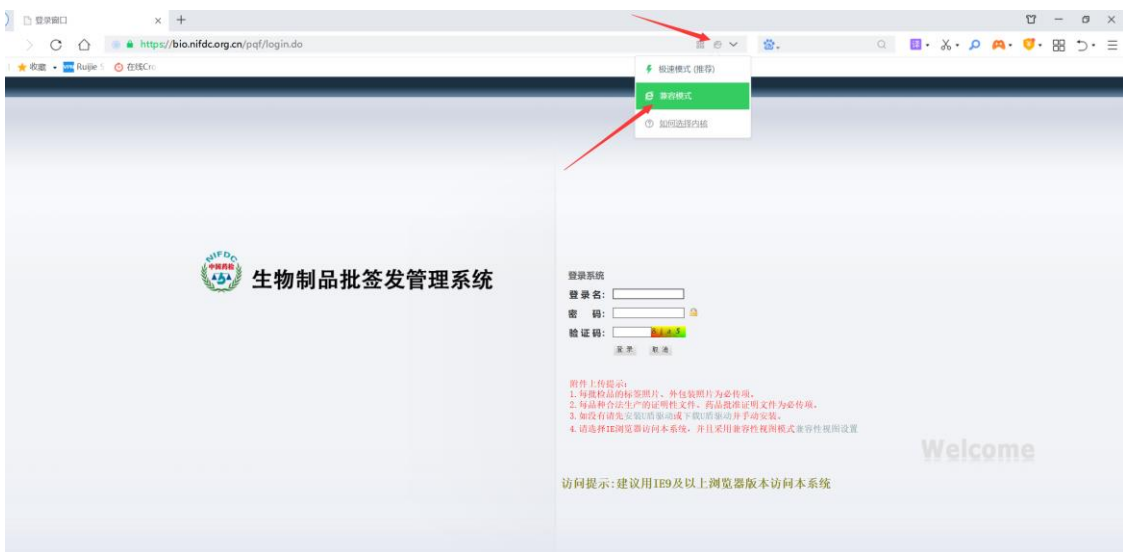 登录窗口
https://bio.nifdc.org.cn/pqf/login.do
收藏
Ruijie S
在线Cro
极速模式 (推荐)
兼容模式
如何选择内核
NIFDC
中国药检
生物制品批签发管理系统
登录系统
登录名:
密 码:
验证码:
登录 取消
附件上传提示:
1. 每批检品的标签照片、外包装照片为必传项。
2. 每品种合法生产的证明性文件、药品批准证明文件为必传项。
3. 如没有请先安装U盾驱动或下载U盾驱动并手动安装。
4. 请选择IE浏览器访问本系统，并且采用兼容性视图模式兼容性视图设置
Welcome
访问提示:建议用IE9及以上浏览器版本访问本系统